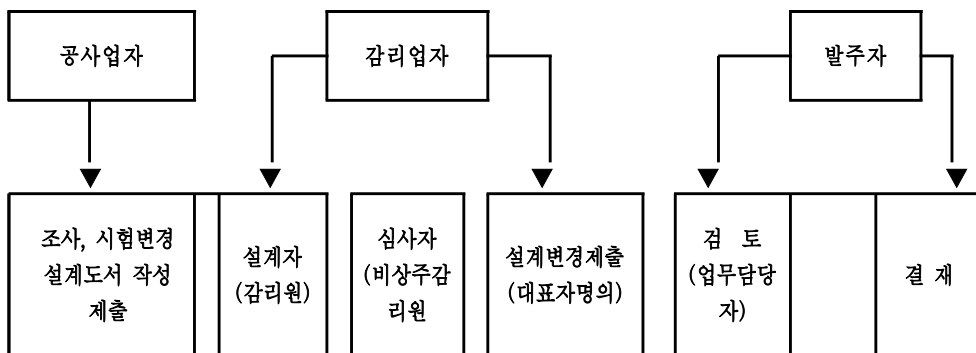 공사업자
감리업자
발주자
조사, 시험변경
설계도서 작성
제출
설계자
(감리원)
심사자
(비상주감
리원
설계변경제출
(대표자명의)
검 토
(업무담당
자)
결 재